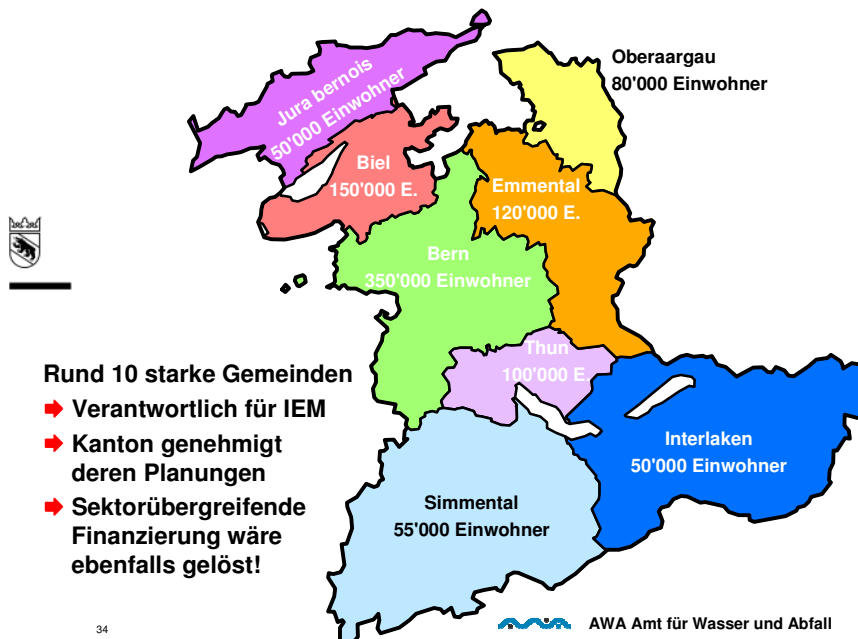 Oberaargau
80'000 Einwohner
Jura bernois
50'000 Einwohner
Biel
150'000 E.
Emmental
120'000 E.
Bern
350'000 Einwohner
Thun
100'000 E.
Interlaken
50'000 Einwohner
Simmental
55'000 Einwohner
Rund 10 starke Gemeinden
Verantwortlich für IEM
Kanton genehmigt
deren Planungen
Sektorübergreifende
Finanzierung wäre
ebenfalls gelöst!
34
AWA Amt für Wasser und Abfall